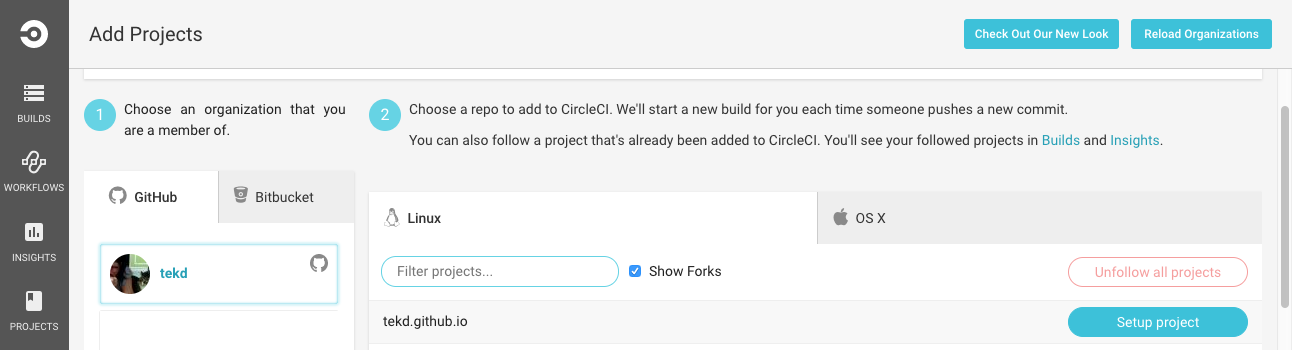 Add Projects
Check Out Our New Look
Reload Organizations
BUILDS
WORKFLOWS
INSIGHTS
PROJECTS
1
Choose an organization that you
are a member of.
GitHub
Bitbucket
tekd
2
Choose a repo to add to CircleCI. We'll start a new build for you each time someone pushes a new commit.
You can also follow a project that's already been added to CircleCI. You'll see your followed projects in Builds and Insights.
Linux
OS X
Filter projects...
Show Forks
Unfollow all projects
tekd.github.io
Setup project